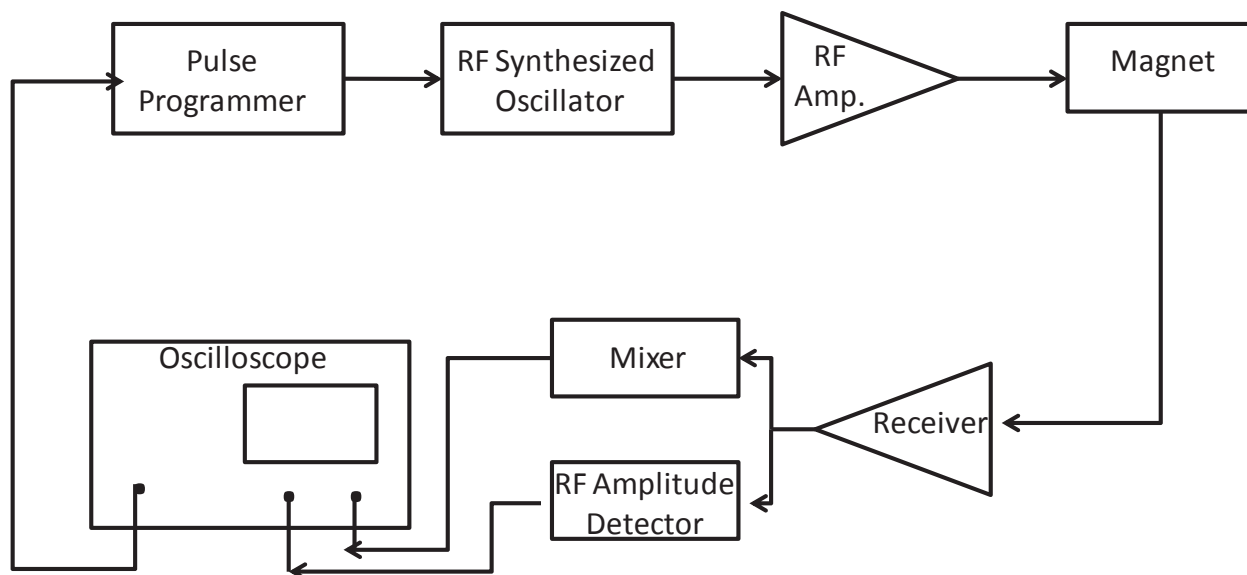 Pulse
Programmer
RF Synthesized
Oscillator
RF
Amp.
Magnet
Oscilloscope
Mixer
Receiver
RF Amplitude
Detector